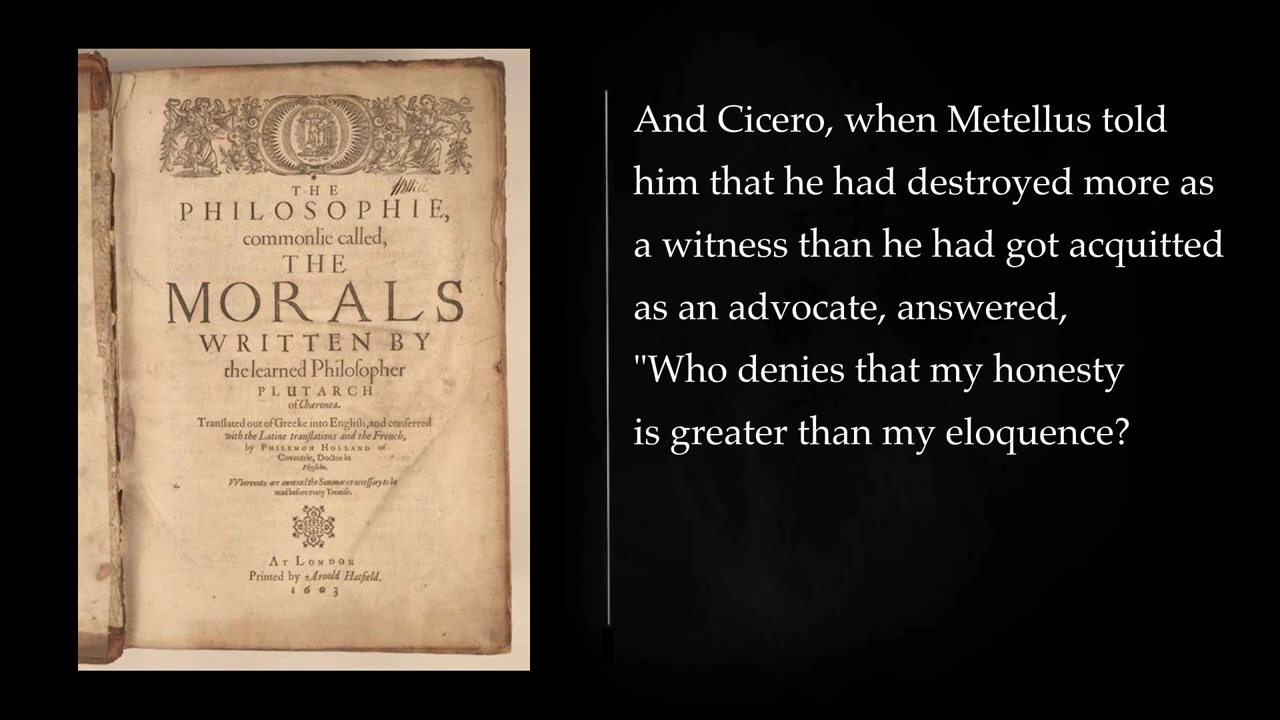 THE
PHILOSOPHIE,
commonlie called,
THE
MORALS
WRITTEN BY
the learned Philoſopher
PLUTARCH
of Chæronea.
Tranſlated out of Greeke into Engliſh, and conferred
with the Latine tranſlations and the French,
by PHILEMON HOLLAND of
Coventrie, Doctor in
Phyſicke.
VVhereunto are annexed the Summaries neceſſary to be
read before every Treatiſe.
AT LONDON
Printed by Arnold Hatfield.
1603
And Cicero, when Metellus told
him that he had destroyed more as
a witness than he had got acquitted
as an advocate, answered,
"Who denies that my honesty
is greater than my eloquence?